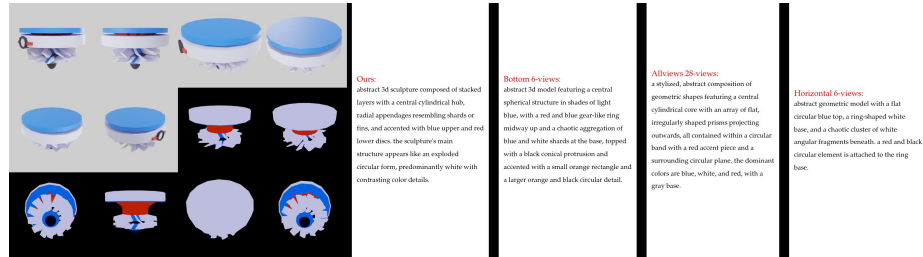 Ours:
abstract 3d sculpture composed of stacked
layers with a central cylindrical hub,
radial appendages resembling shards or
fins, and accented with blue upper and red
lower discs. the sculpture's main
structure appears like an exploded
circular form, predominantly white with
contrasting color details.
Bottom 6-views:
abstract 3d model featuring a central
spherical structure in shades of light
blue, with a red and blue gear-like ring
midway up and a chaotic aggregation of
blue and white shards at the base, topped
with a black conical protrusion and
accented with a small orange rectangle and
a larger orange and black circular detail.
Allviews 28-views:
a stylized, abstract composition of
geometric shapes featuring a central
cylindrical core with an array of flat,
irregularly shaped prisms projecting
outwards, all contained within a circular
band with a red accent piece and a
surrounding circular plane. the dominant
colors are blue, white, and red, with a
gray base.
Horizontal 6-views:
abstract geometric model with a flat
circular blue top, a ring-shaped white
base, and a chaotic cluster of white
angular fragments beneath. a red and black
circular element is attached to the ring
base.